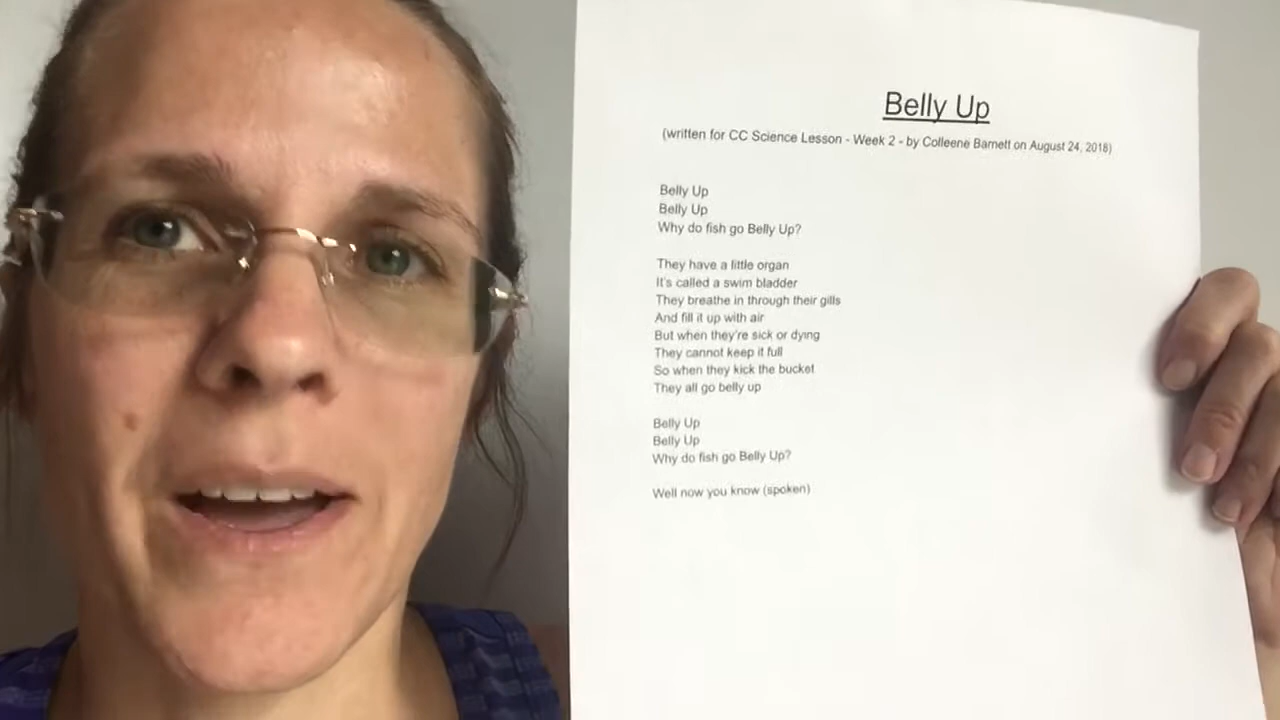 Belly Up
(written for CC Science Lesson - Week 2 - by Colleene Barnett on August 24, 2018)
Belly Up
Belly Up
Why do fish go Belly Up?
They have a little organ
It's called a swim bladder
They breathe in through their gills
And fill it up with air
But when they're sick or dying
They cannot keep it full
So when they kick the bucket
They all go belly up
Belly Up
Belly Up
Why do fish go Belly Up?
Well now you know (spoken)